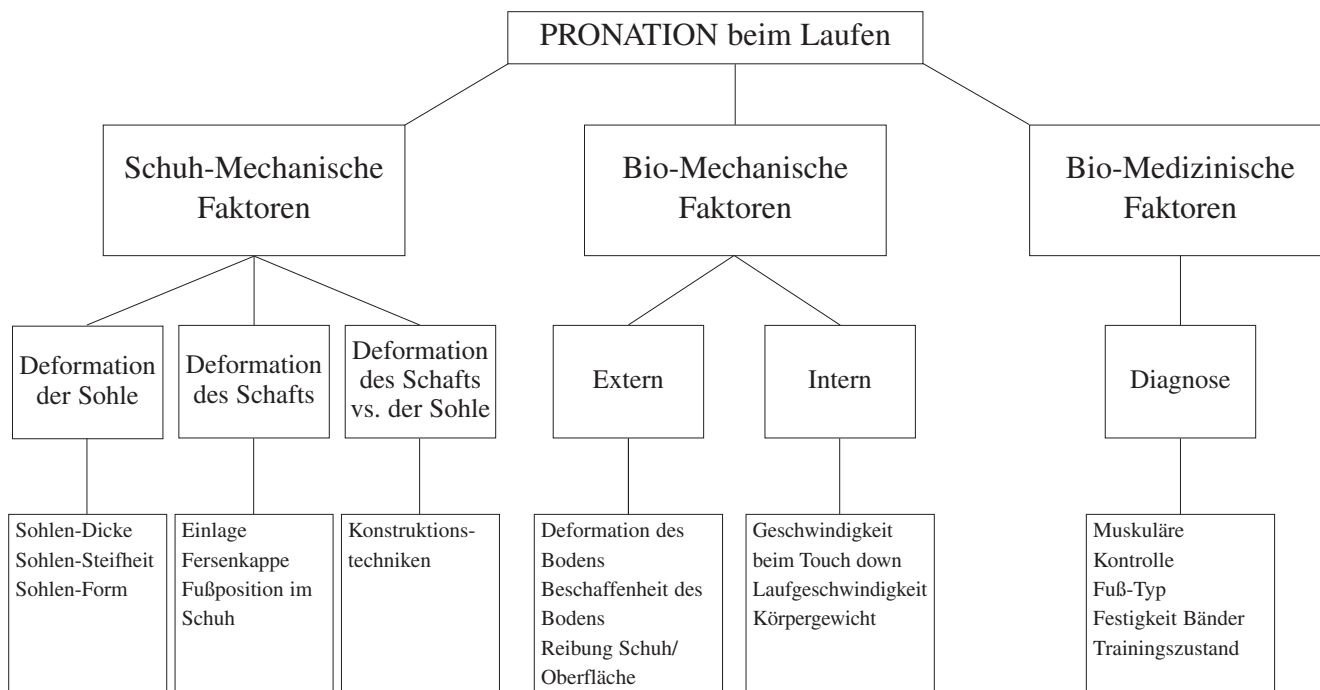 PRONATION beim Laufen
Schuh-Mechanische
Faktoren
Bio-Mechanische
Faktoren
Bio-Medizinische
Faktoren
Deformation
der Sohle
Deformation
des Schafts
Deformation
des Schafts
vs. der Sohle
Extern
Intern
Diagnose
Sohlen-Dicke
Sohlen-Steifheit
Sohlen-Form
Einlage
Fersenkappe
Fußposition im
Schuh
Konstruktions-
techniken
Deformation des
Bodens
Beschaffenheit des
Bodens
Reibung Schuh/
Oberfläche
Geschwindigkeit
beim Touch down
Laufgeschwindigkeit
Körpergewicht
Muskuläre
Kontrolle
Fuß-Typ
Festigkeit Bänder
Trainingszustand